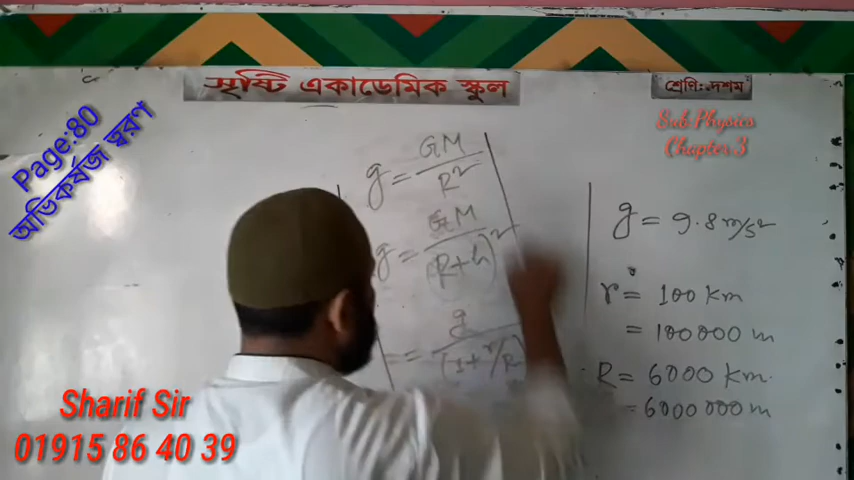 সৃষ্টি একাডেমিক স্কুল
শ্রেণি: দশম
Sub:Physics
Chapter:3
Page:80
অভিকর্ষজ ত্বরণ
g = GM / R²
g = GM / (R+h)²
= g / (1+r/R)
g = 9.8 m/s²
r = 100 km
= 100000 m
R = 6000 km
= 6000000 m
Sharif Sir
01915 86 40 39